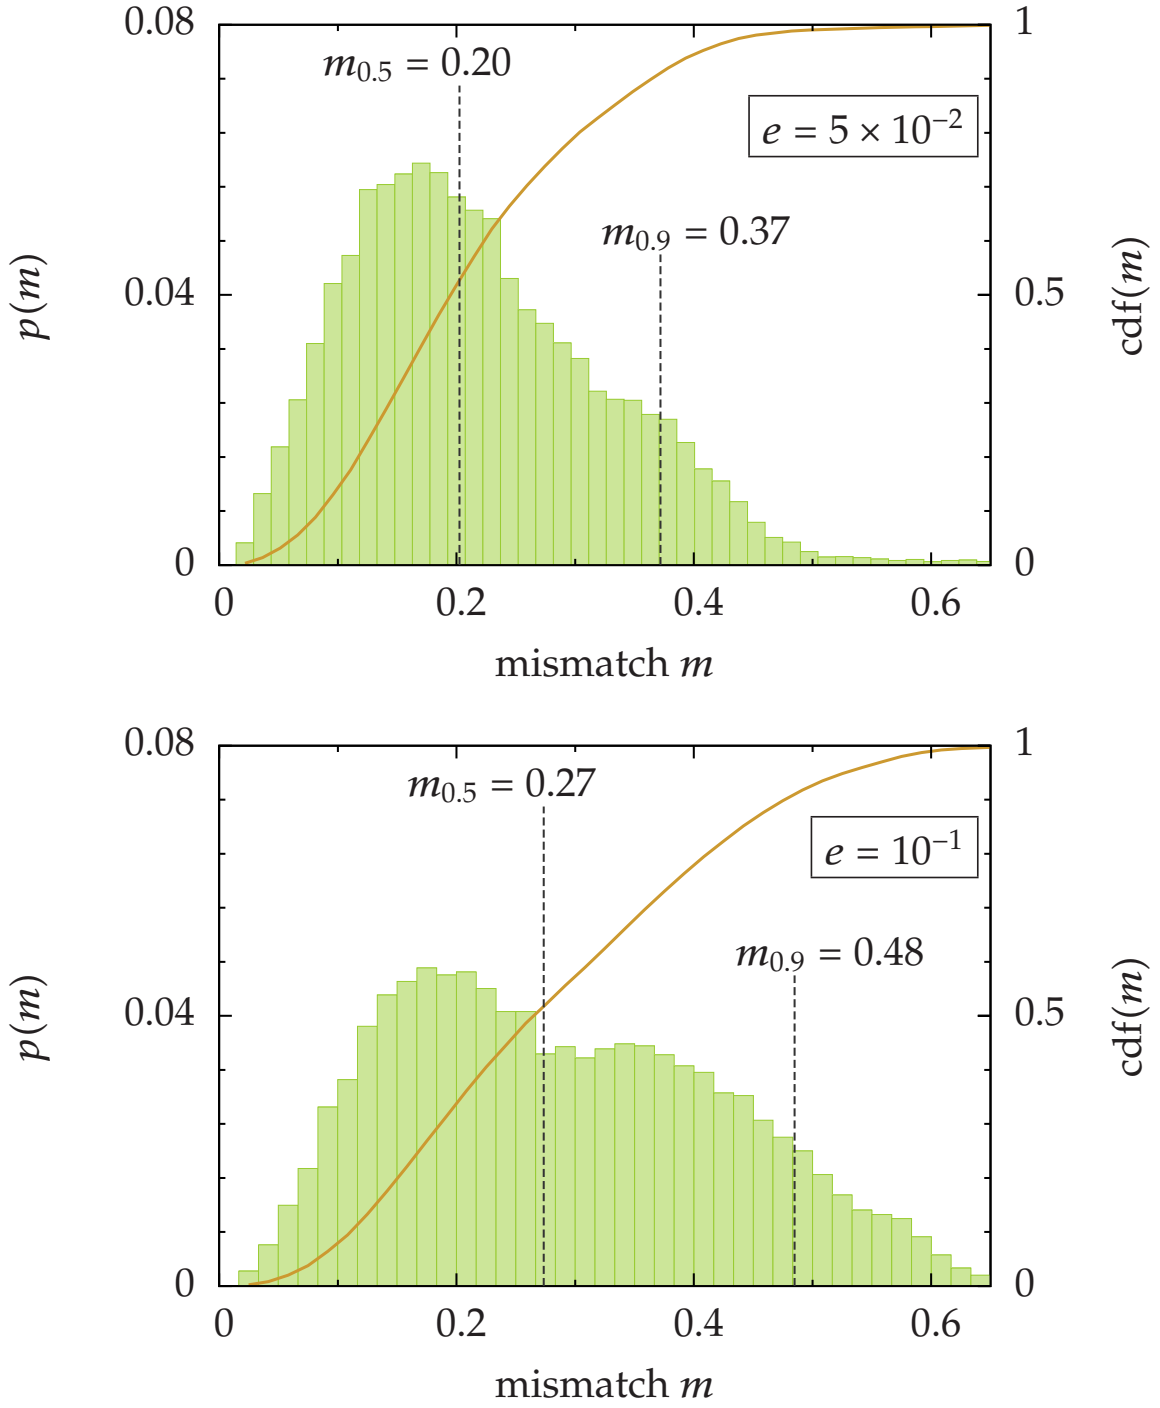 0.08
1
m0.5 = 0.20
e = 5 × 10−2
m0.9 = 0.37
p(m)
0.04
0.5
cdf(m)
0
0
0
0.2
0.4
0.6
mismatch m
0.08
1
m0.5 = 0.27
e = 10−1
m0.9 = 0.48
p(m)
0.04
0.5
cdf(m)
0
0
0
0.2
0.4
0.6
mismatch m